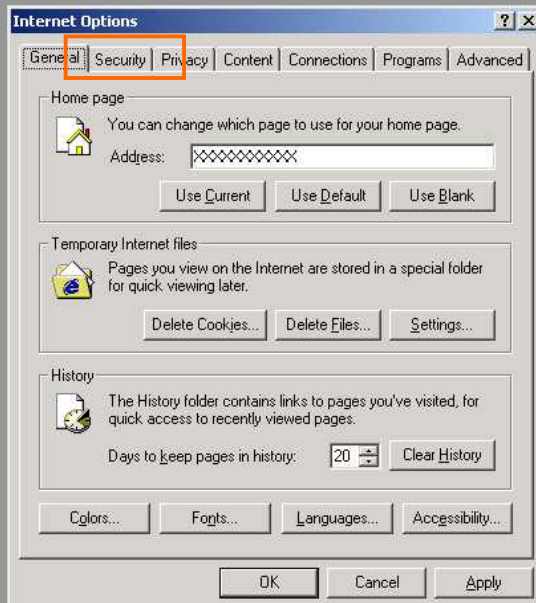 Internet Options
General Security Privacy Content Connections Programs Advanced
Home page
You can change which page to use for your home page.
Address: XXXXXXXXXXX
Use Current Use Default Use Blank
Temporary Internet files
Pages you view on the Internet are stored in a special folder
for quick viewing later.
Delete Cookies... Delete Files... Settings...
History
The History folder contains links to pages you've visited, for
quick access to recently viewed pages.
Days to keep pages in history: 20 Clear History
Colors... Fonts... Languages... Accessibility...
OK Cancel Apply